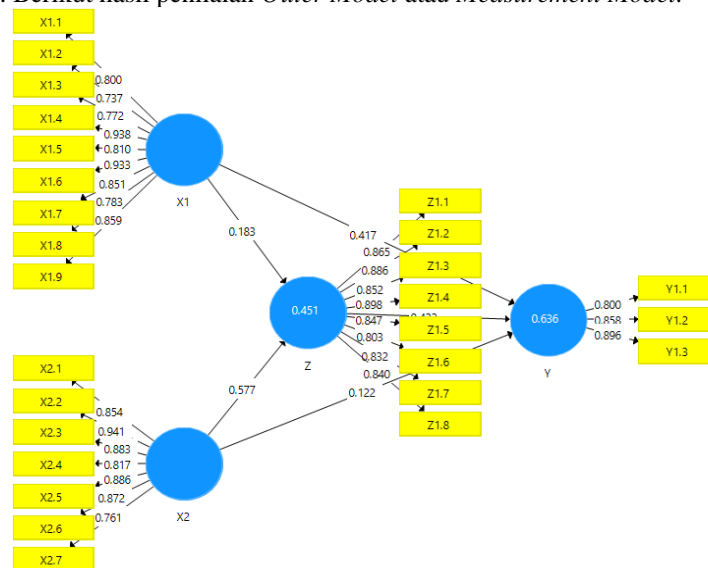 . Berikut hasil penilaian Outer Model atau Measurement Model.
X1.1
X1.2
X1.3
X1.4
X1.5
X1.6
X1.7
X1.8
X1.9
0.800
0.737
0.772
0.938
0.810
0.933
0.851
0.783
0.859
X1
0.183
0.417
Z1.1
Z1.2
Z1.3
Z1.4
Z1.5
Z1.6
Z1.7
Z1.8
0.865
0.886
0.852
0.898
0.847
0.803
0.832
0.840
0.451
Z
0.636
Y
0.800
0.858
0.896
Y1.1
Y1.2
Y1.3
0.577
0.122
X2.1
X2.2
X2.3
X2.4
X2.5
X2.6
X2.7
0.854
0.941
0.883
0.817
0.886
0.872
0.761
X2